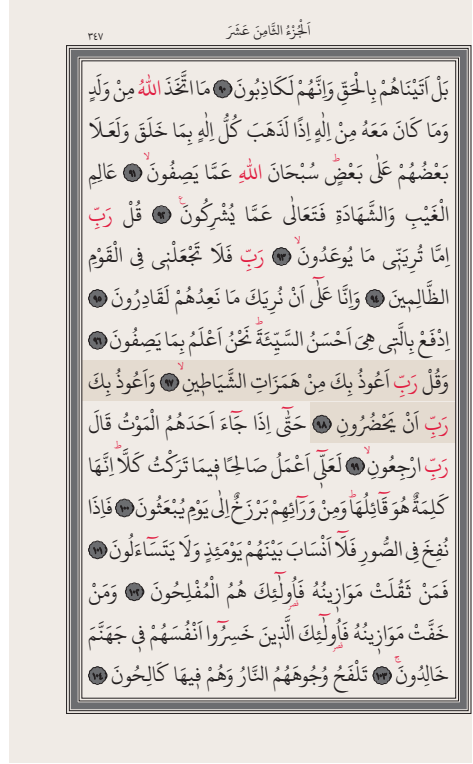 اَلْجُزْءُ الثَّامِنَ عَشَرَ
٣٤٧
بَلْ اَتَيْنَاهُمْ بِالْحَقِّ وَاِنَّهُمْ لَكَاذِبُونَ ٩٠ مَا اتَّخَذَ اللّٰهُ مِنْ وَلَدٍ
وَمَا كَانَ مَعَهُ مِنْ اِلٰهٍ اِذًا لَذَهَبَ كُلُّ اِلٰهٍ بِمَا خَلَقَ وَلَعَلَا
بَعْضُهُمْ عَلٰى بَعْضٍۜ سُبْحَانَ اللّٰهِ عَمَّا يَصِفُونَۙ ٩١ عَالِمِ
الْغَيْبِ وَالشَّهَادَةِ فَتَعَالٰى عَمَّا يُشْرِكُونَ۟ ٩٢ قُلْ رَبِّ
اِمَّا تُرِيَنّٖى مَا يُوعَدُونَۙ ٩٣ رَبِّ فَلَا تَجْعَلْنٖى فِى الْقَوْمِ
الظَّالِمٖينَ ٩٤ وَاِنَّا عَلٰٓى اَنْ نُرِيَكَ مَا نَعِدُهُمْ لَقَادِرُونَ ٩٥
اِدْفَعْ بِالَّتٖى هِىَ اَحْسَنُ السَّيِّئَةَۜ نَحْنُ اَعْلَمُ بِمَا يَصِفُونَ ٩٦
وَقُلْ رَبِّ اَعُوذُ بِكَ مِنْ هَمَزَاتِ الشَّيَاطٖينِۙ ٩٧ وَاَعُوذُ بِكَ
رَبِّ اَنْ يَحْضُرُونِ ٩٨ حَتّٰٓى اِذَا جَٓاءَ اَحَدَهُمُ الْمَوْتُ قَالَ
رَبِّ ارْجِعُونِۙ ٩٩ لَعَلّٖٓى اَعْمَلُ صَالِحًا فٖيمَا تَرَكْتُ كَلَّاۜ اِنَّهَا
كَلِمَةٌ هُوَ قَٓائِلُهَاۜ وَمِنْ وَرَٓائِهِمْ بَرْزَخٌ اِلٰى يَوْمِ يُبْعَثُونَ ١٠٠ فَاِذَا
نُفِخَ فِى الصُّورِ فَلَٓا اَنْسَابَ بَيْنَهُمْ يَوْمَئِذٍ وَلَا يَتَسَٓاءَلُونَ ١٠١
فَمَنْ ثَقُلَتْ مَوَازٖينُهُ فَاُو۬لٰٓئِكَ هُمُ الْمُفْلِحُونَ ١٠٢ وَمَنْ
خَفَّتْ مَوَازٖينُهُ فَاُو۬لٰٓئِكَ الَّذٖينَ خَسِرُٓوا اَنْفُسَهُمْ فٖى جَهَنَّمَ
خَالِدُونَۚ ١٠٣ تَلْفَحُ وُجُوهَهُمُ النَّارُ وَهُمْ فٖيهَا كَالِحُونَ ١٠٤